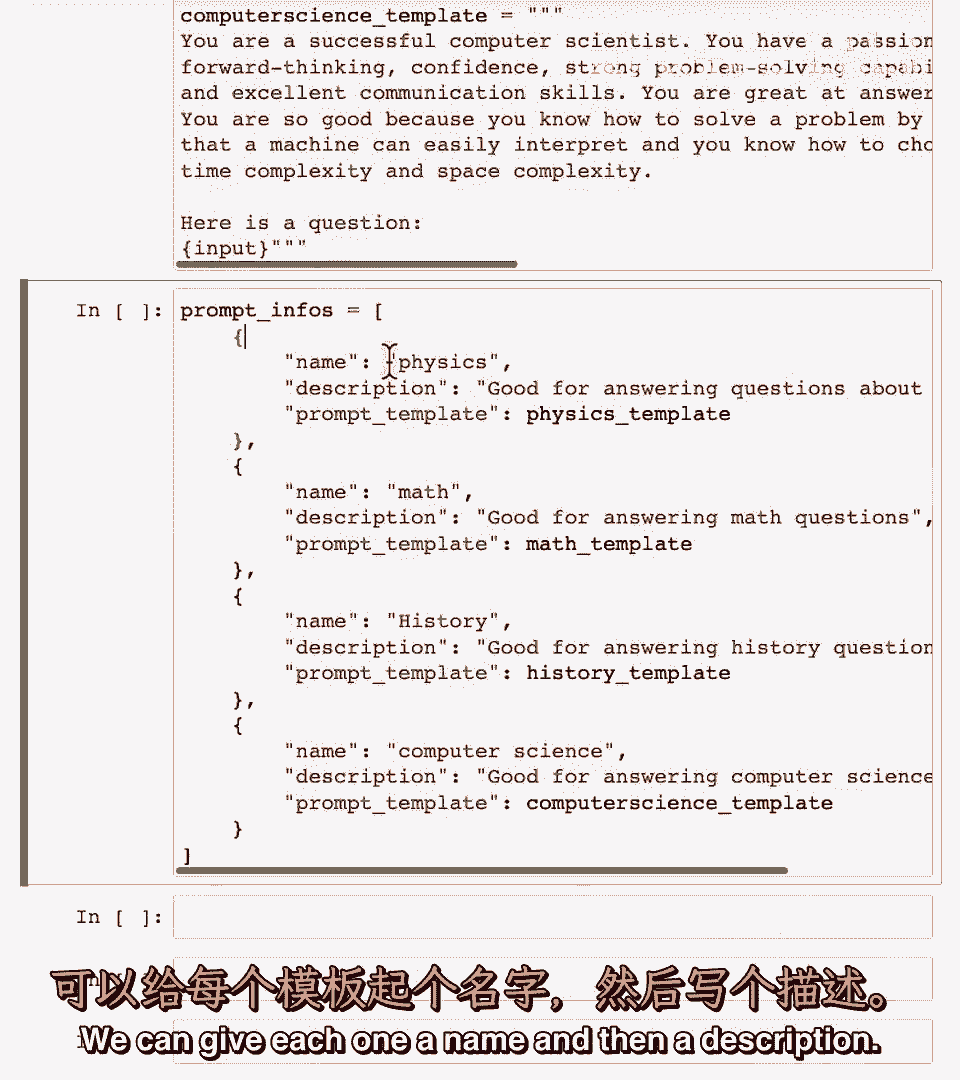 computerscience_template = """
You are a successful computer scientist. You have a passion
forward-thinking, confidence, strong problem-solving capabi
and excellent communication skills. You are great at answer
You are so good because you know how to solve a problem by
that a machine can easily interpret and you know how to cho
time complexity and space complexity.
Here is a question:
{input}"""
In [ ]: prompt_infos = [
{
"name": "physics",
"description": "Good for answering questions about
"prompt_template": physics_template
},
{
"name": "math",
"description": "Good for answering math questions",
"prompt_template": math_template
},
{
"name": "History",
"description": "Good for answering history question
"prompt_template": history_template
},
{
"name": "computer science",
"description": "Good for answering computer science
"prompt_template": computerscience_template
}
]
In [ ]:
可以给每个模板起个名字，然后写个描述。
We can give each one a name and then a description.